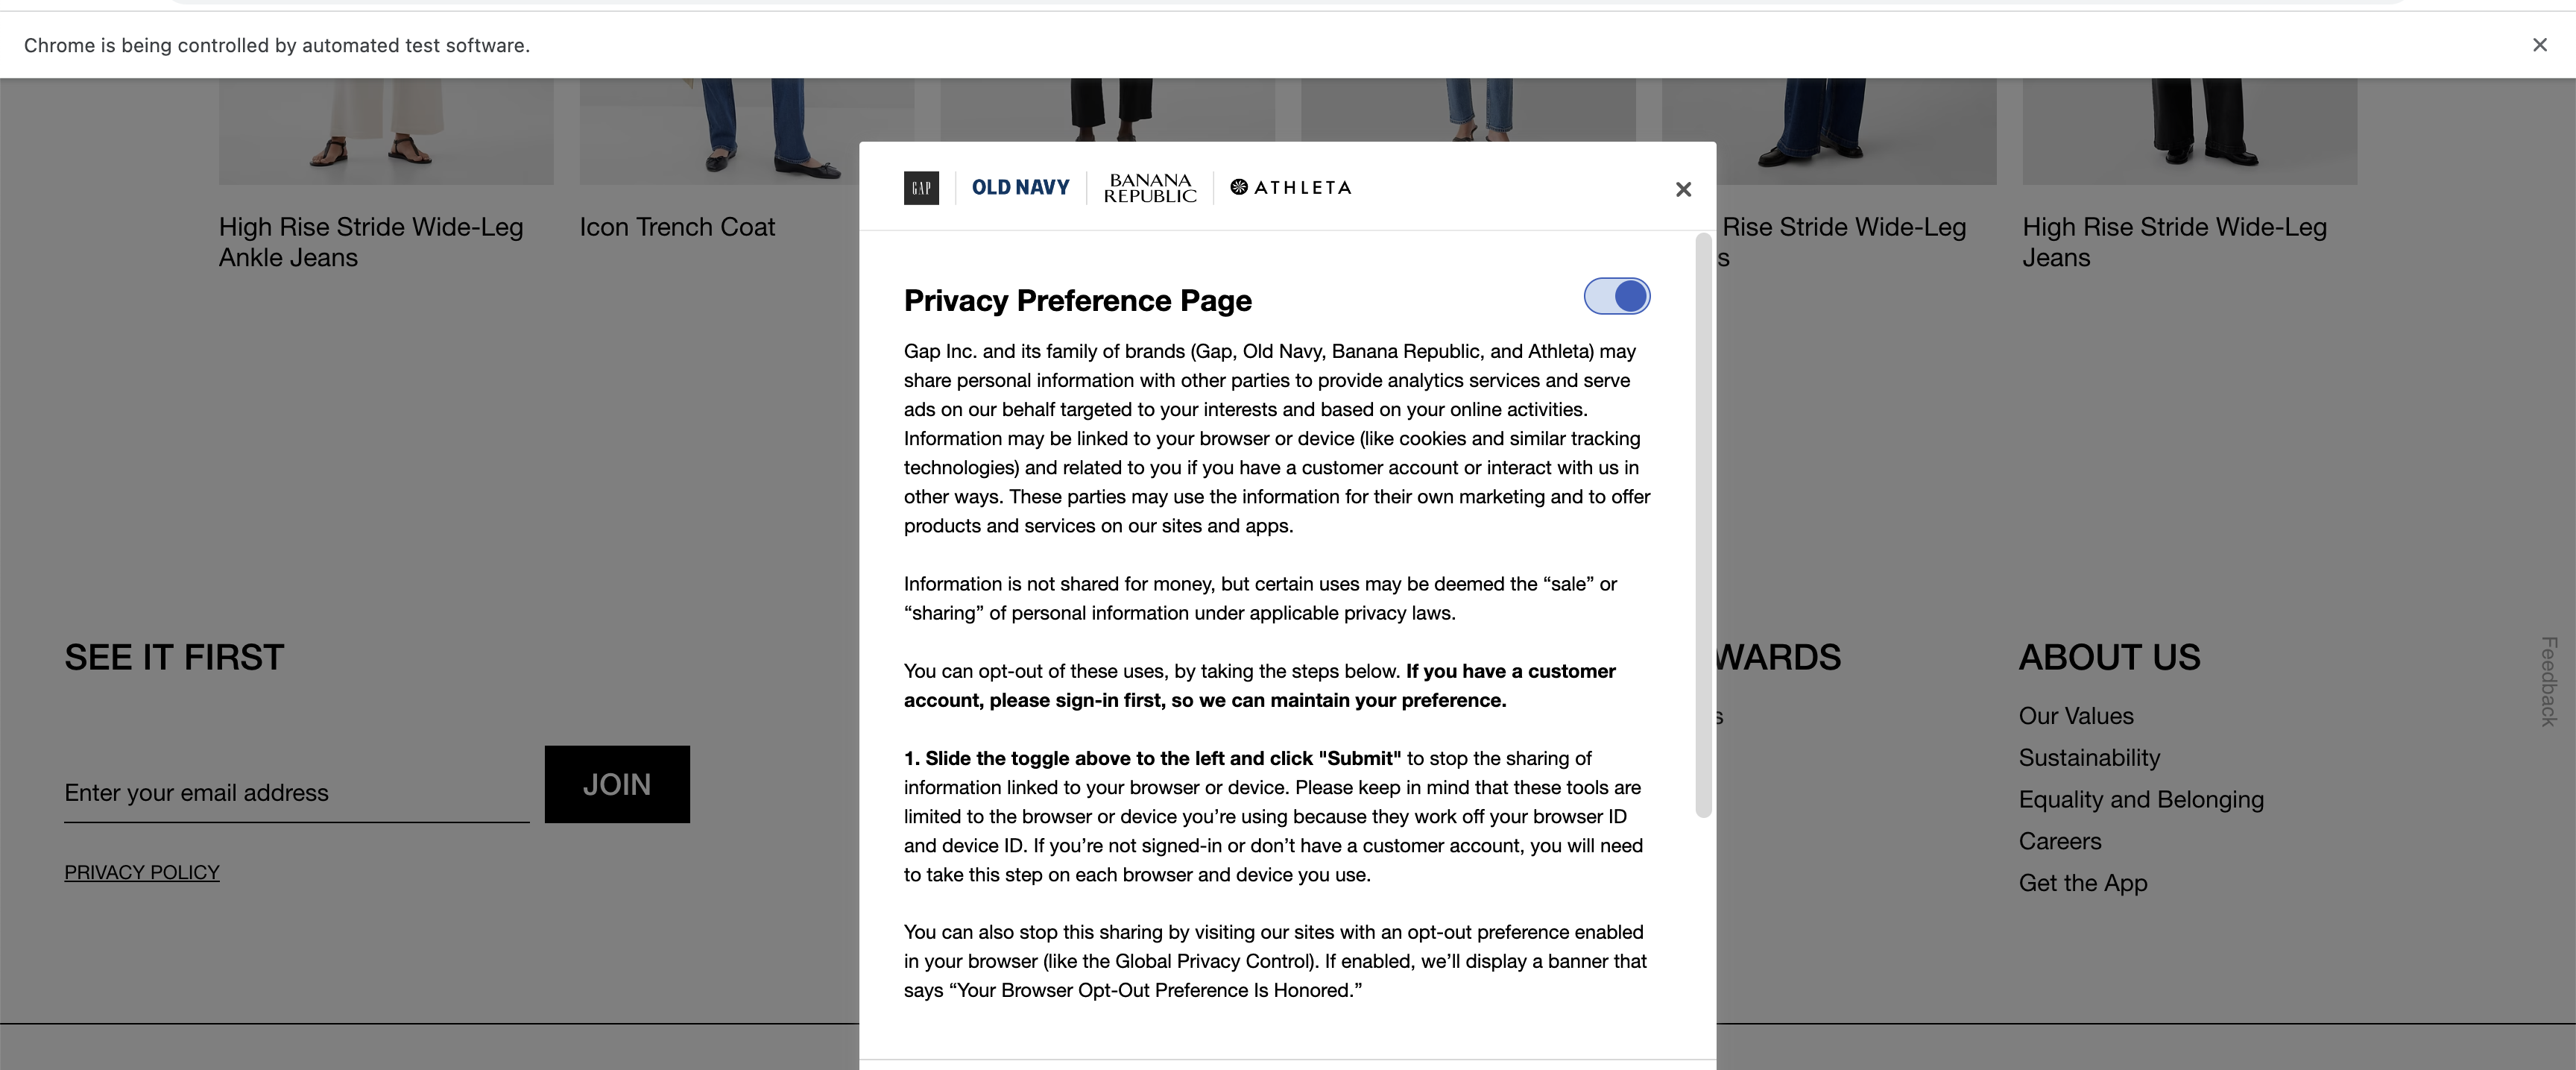 Chrome is being controlled by automated test software.
High Rise Stride Wide-Leg
Ankle Jeans
Icon Trench Coat
Rise Stride Wide-Leg
s
High Rise Stride Wide-Leg
Jeans
GAP
OLD NAVY
BANANA
REPUBLIC
ATHLETA
Privacy Preference Page
Gap Inc. and its family of brands (Gap, Old Navy, Banana Republic, and Athleta) may
share personal information with other parties to provide analytics services and serve
ads on our behalf targeted to your interests and based on your online activities.
Information may be linked to your browser or device (like cookies and similar tracking
technologies) and related to you if you have a customer account or interact with us in
other ways. These parties may use the information for their own marketing and to offer
products and services on our sites and apps.
Information is not shared for money, but certain uses may be deemed the “sale” or
“sharing” of personal information under applicable privacy laws.
You can opt-out of these uses, by taking the steps below. If you have a customer
account, please sign-in first, so we can maintain your preference.
1. Slide the toggle above to the left and click "Submit" to stop the sharing of
information linked to your browser or device. Please keep in mind that these tools are
limited to the browser or device you’re using because they work off your browser ID
and device ID. If you’re not signed-in or don’t have a customer account, you will need
to take this step on each browser and device you use.
You can also stop this sharing by visiting our sites with an opt-out preference enabled
in your browser (like the Global Privacy Control). If enabled, we’ll display a banner that
says “Your Browser Opt-Out Preference Is Honored.”
SEE IT FIRST
Enter your email address
JOIN
PRIVACY POLICY
WARDS
s
ABOUT US
Our Values
Sustainability
Equality and Belonging
Careers
Get the App
Feedback